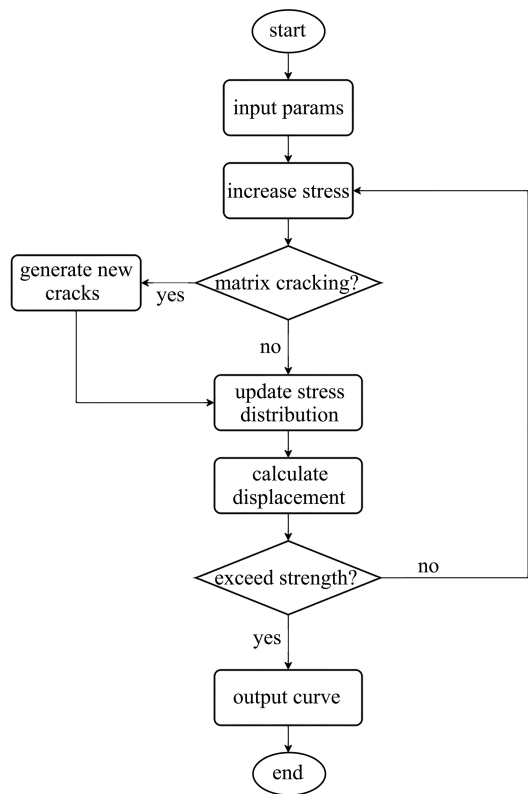 start
input params
increase stress
generate new
cracks
yes
matrix cracking?
no
update stress
distribution
calculate
displacement
exceed strength?
no
yes
output curve
end